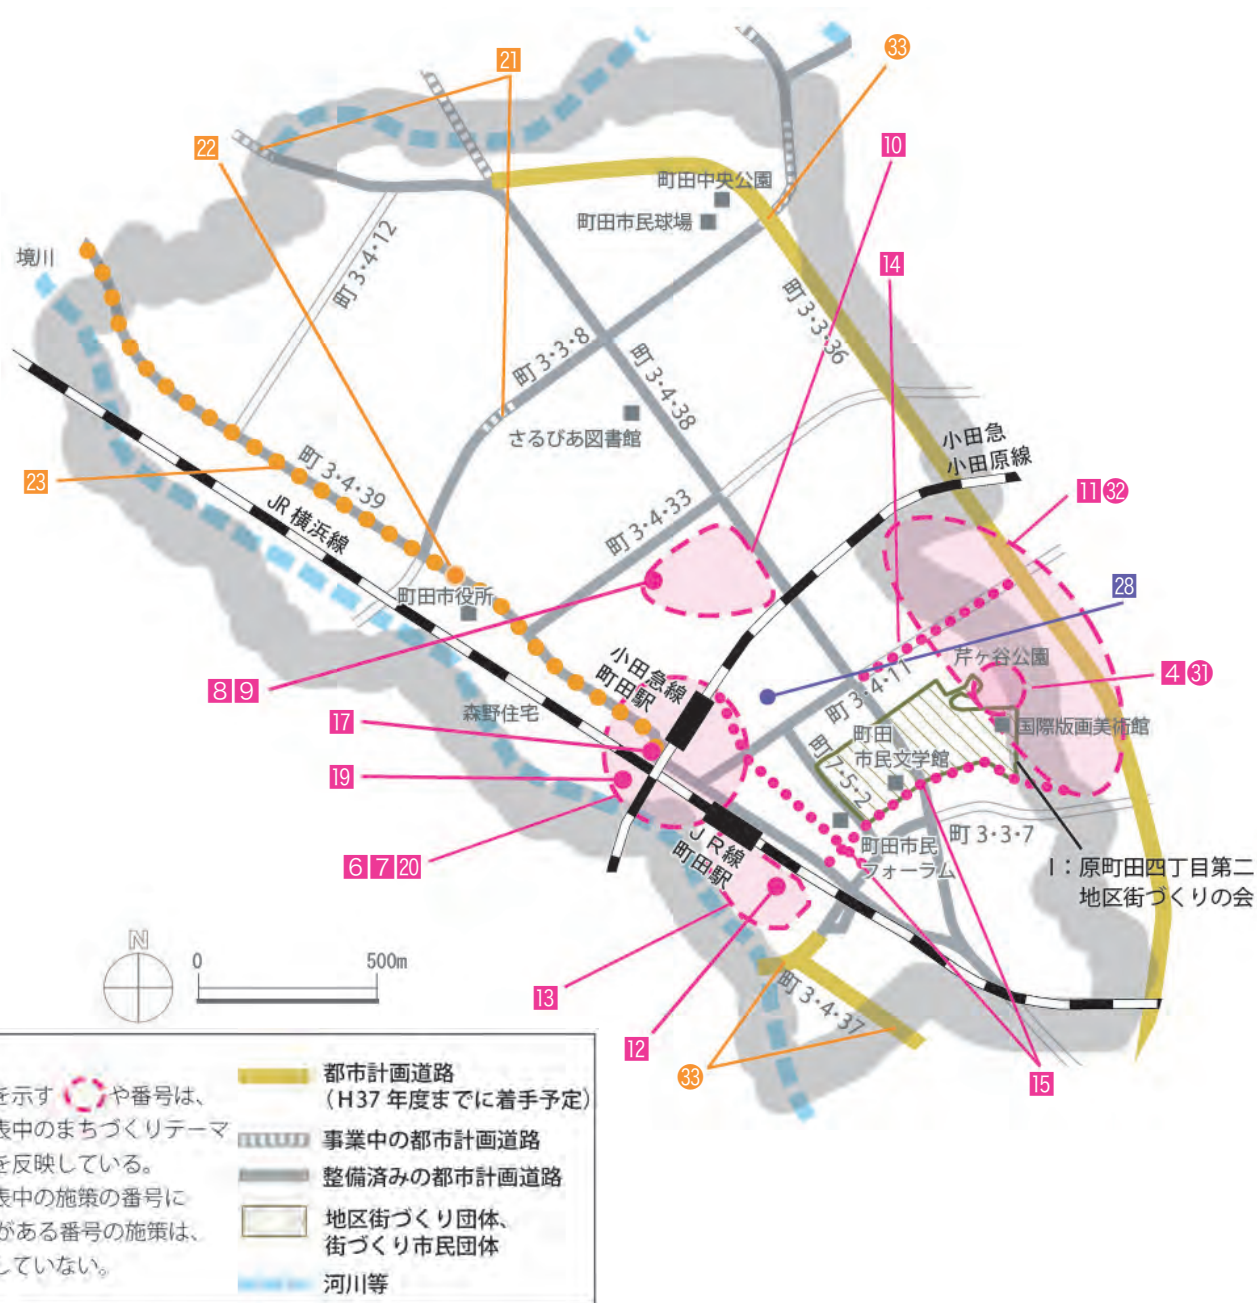 21
33
22
10
町田中央公園
町田市民球場
14
境川
町3・4・12
町3・3・36
町3・3・8
町3・4・38
さるびあ図書館
小田急
小田原線
23
町3・4・39
11 32
JR横浜線
町3・4・33
28
町田市役所
小田急線
町田駅
芹ヶ谷公園
8 9
町3・4・11
4 31
森野住宅
17
国際版画美術館
町田
市民文学館
町7・5・2
19
町3・3・7
JR線
町田駅
町田市民
フォーラム
6 7 20
I：原町田四丁目第二
地区街づくりの会
N
0 500m
13
町3・4・37
12
33
15
を示す や番号は、
表中のまちづくりテーマ
を反映している。
表中の施策の番号に
がある番号の施策は、
していない。
都市計画道路
（H37年度までに着手予定）
事業中の都市計画道路
整備済みの都市計画道路
地区街づくり団体、
街づくり市民団体
河川等